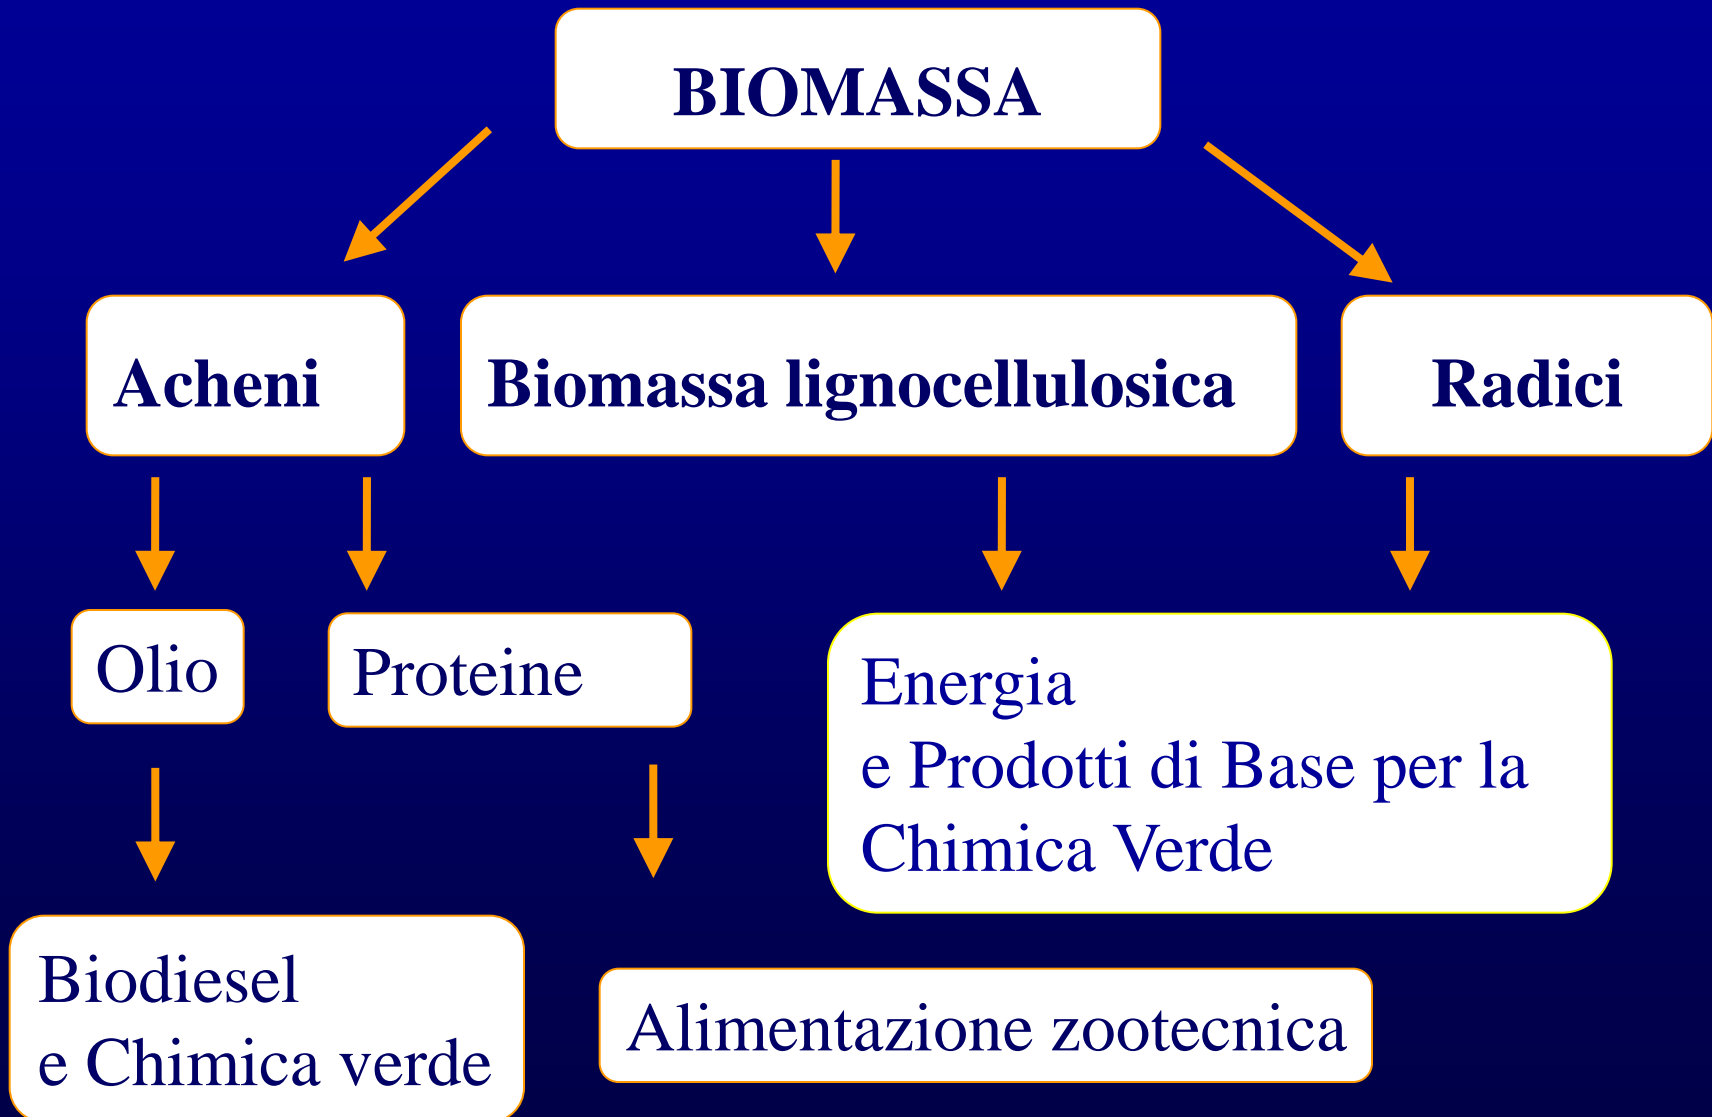 BIOMASSA
Acheni
Biomassa lignocellulosica
Radici
Olio
Proteine
Energia
e Prodotti di Base per la
Chimica Verde
Biodiesel
e Chimica verde
Alimentazione zootecnica